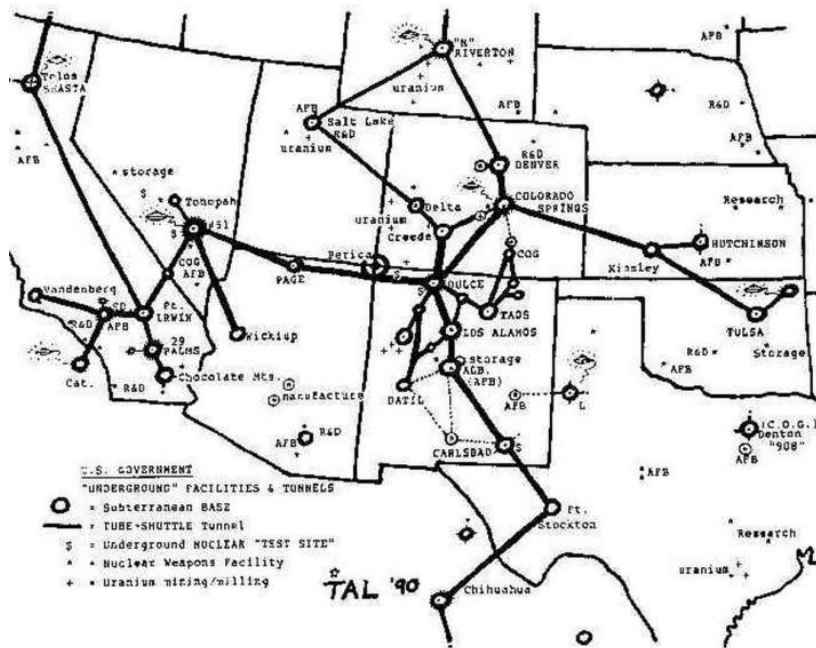 "N"
RIVERTON
AFB
uranium
Telos
SHASTA
AFB
R&D
AFB
Salt Lake
R&D
uranium
AFB
AFB
R&D
AFB
storage
$
Tonopah
R&D
DENVER
COLORADO
SPRINGS
Delta
uranium
Creede
Research
$
HUTCHINSON
AFB
Kinsley
COG
AFB
PAGE
$
DULCE
$
COG
TAOS
Vandenberg
R&D
AFB
Ft.
IRWIN
29
PALMS
Wickiup
LOS ALAMOS
storage
ALB.
(AFB)
TULSA
Storage
R&D
AFB
Cat.
R&D
Chocolate Mts.
manufacture
DATIL
AFB
L
AFB
R&D
CARLSBAD
$
(C.O.G.)
Denton
"908"
AFB
AFB
U.S. GOVERNMENT
"UNDERGROUND" FACILITIES & TUNNELS
= Subterranean BASE
= TUBE-SHUTTLE Tunnel
$ = Underground NUCLEAR "TEST SITE"
* = Nuclear Weapons Facility
+ = Uranium mining/milling
Ft.
Stockton
Research
uranium
TAL '90
Chihuahua